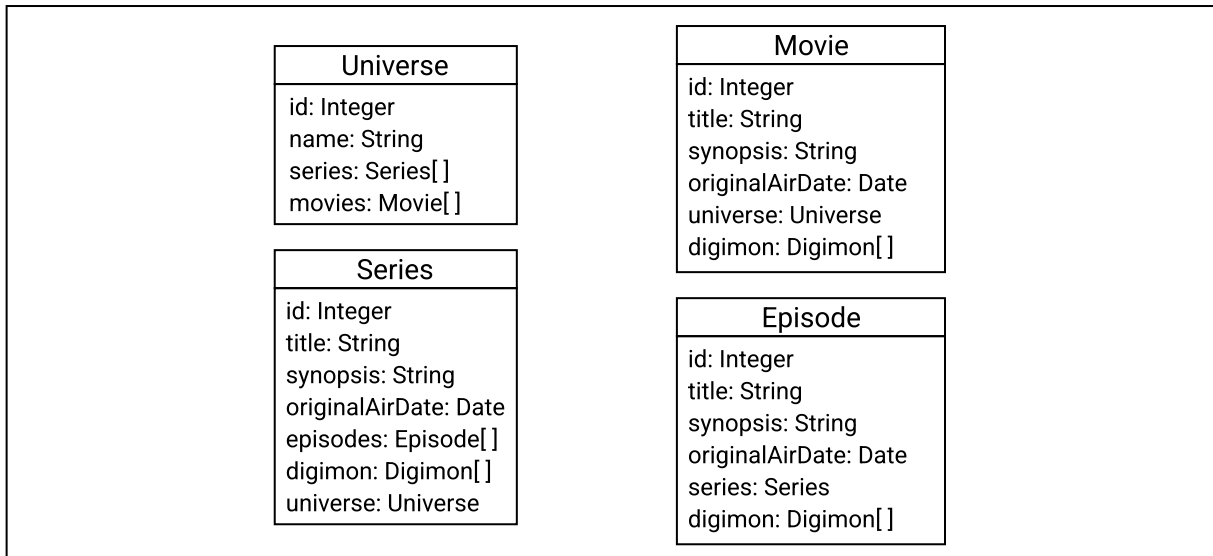 Universe
id: Integer
name: String
series: Series[ ]
movies: Movie[ ]
Series
id: Integer
title: String
synopsis: String
originalAirDate: Date
episodes: Episode[ ]
digimon: Digimon[ ]
universe: Universe
Movie
id: Integer
title: String
synopsis: String
originalAirDate: Date
universe: Universe
digimon: Digimon[ ]
Episode
id: Integer
title: String
synopsis: String
originalAirDate: Date
series: Series
digimon: Digimon[ ]